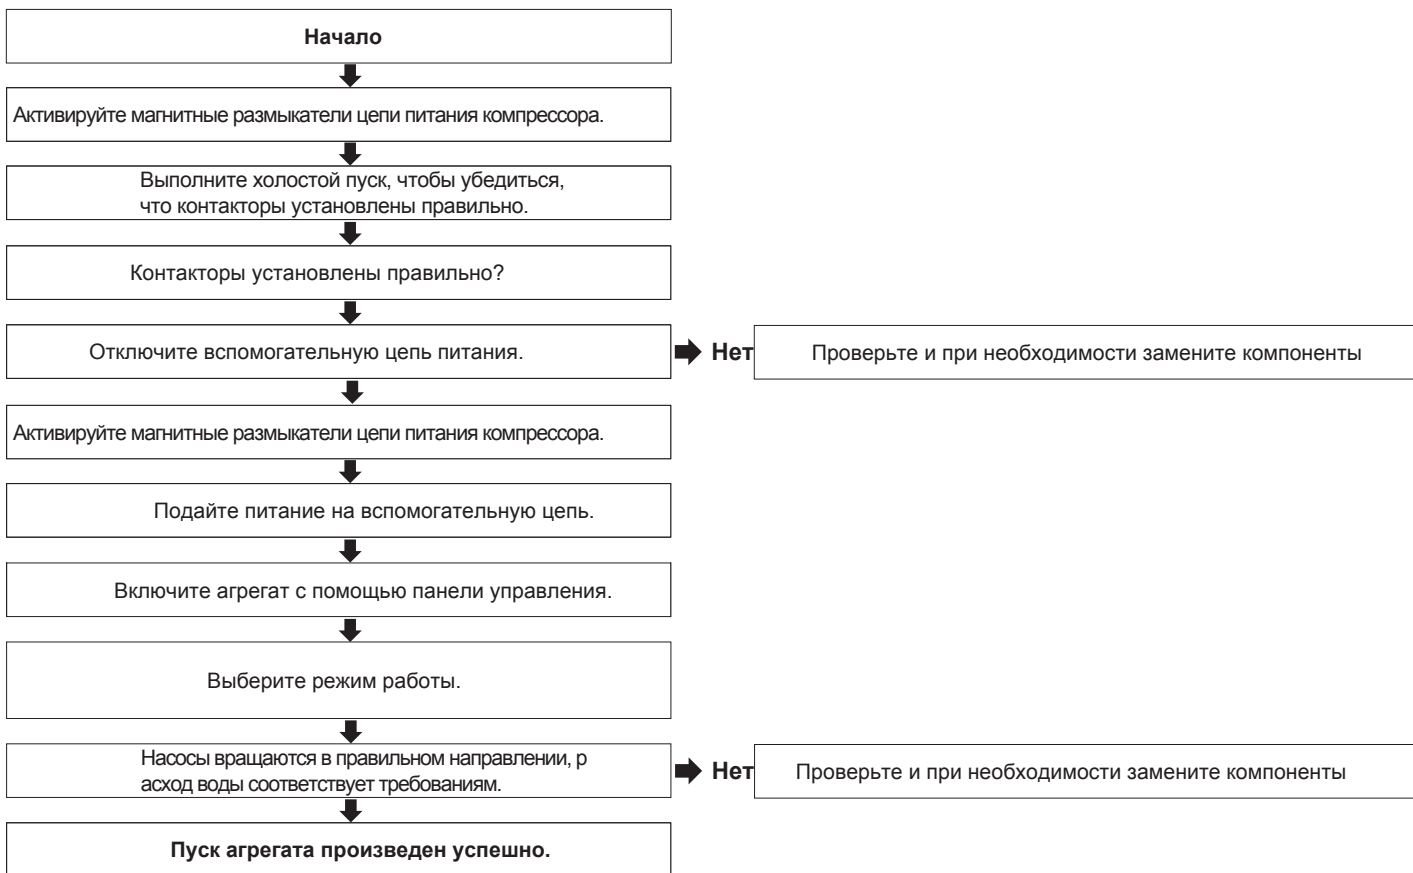 Начало
Активируйте магнитные размыкатели цепи питания компрессора.
Выполните холостой пуск, чтобы убедиться,
что контакторы установлены правильно.
Контакторы установлены правильно?
Отключите вспомогательную цепь питания.
Нет
Проверьте и при необходимости замените компоненты
Активируйте магнитные размыкатели цепи питания компрессора.
Подайте питание на вспомогательную цепь.
Включите агрегат с помощью панели управления.
Выберите режим работы.
Насосы вращаются в правильном направлении, р
асход воды соответствует требованиям.
Нет
Проверьте и при необходимости замените компоненты
Пуск агрегата произведен успешно.